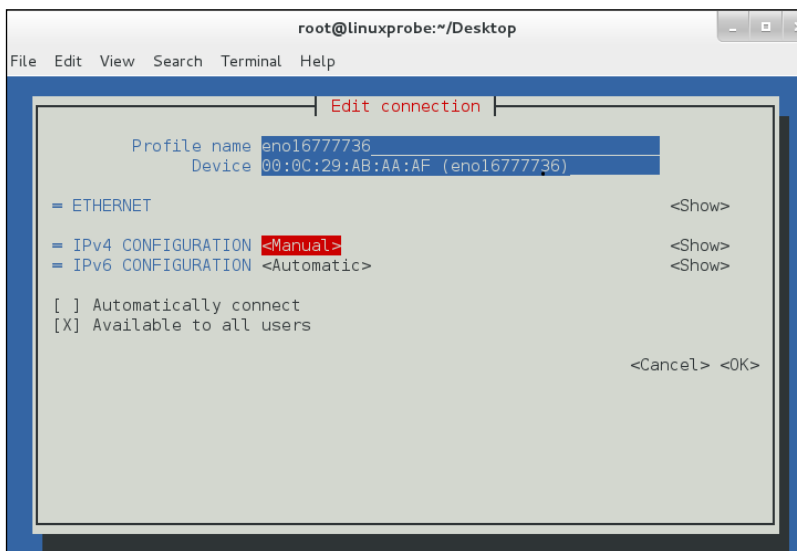 root@linuxprobe:~/Desktop
File Edit View Search Terminal Help
Edit connection
Profile name eno16777736
Device 00:0C:29:AB:AA:AF (eno16777736)
= ETHERNET <Show>
= IPv4 CONFIGURATION <Manual> <Show>
= IPv6 CONFIGURATION <Automatic> <Show>
[ ] Automatically connect
[X] Available to all users
<Cancel> <OK>